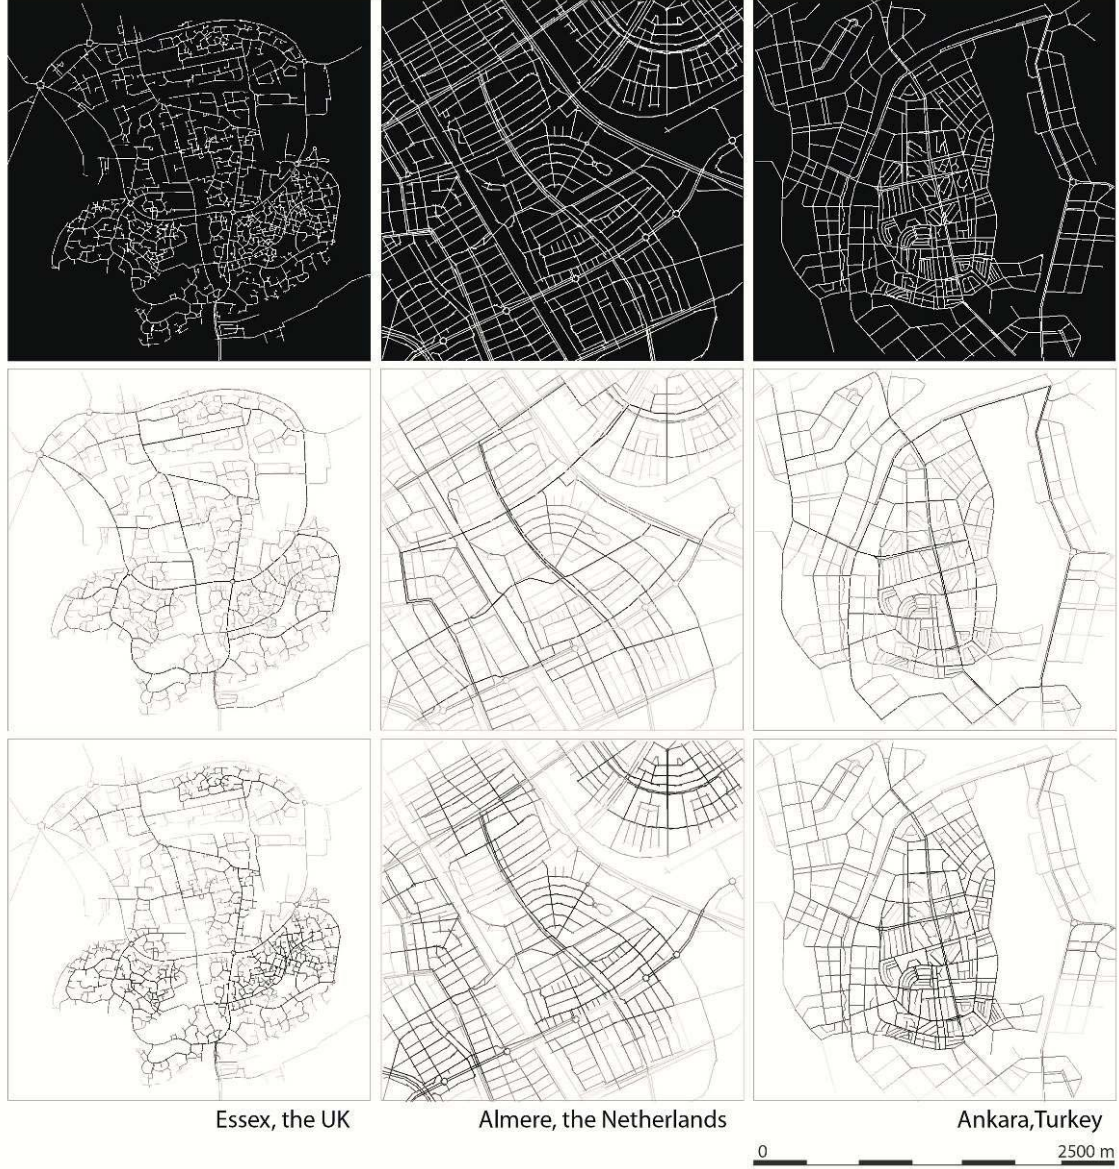 Essex, the UK
Almere, the Netherlands
Ankara,Turkey
0 2500 m